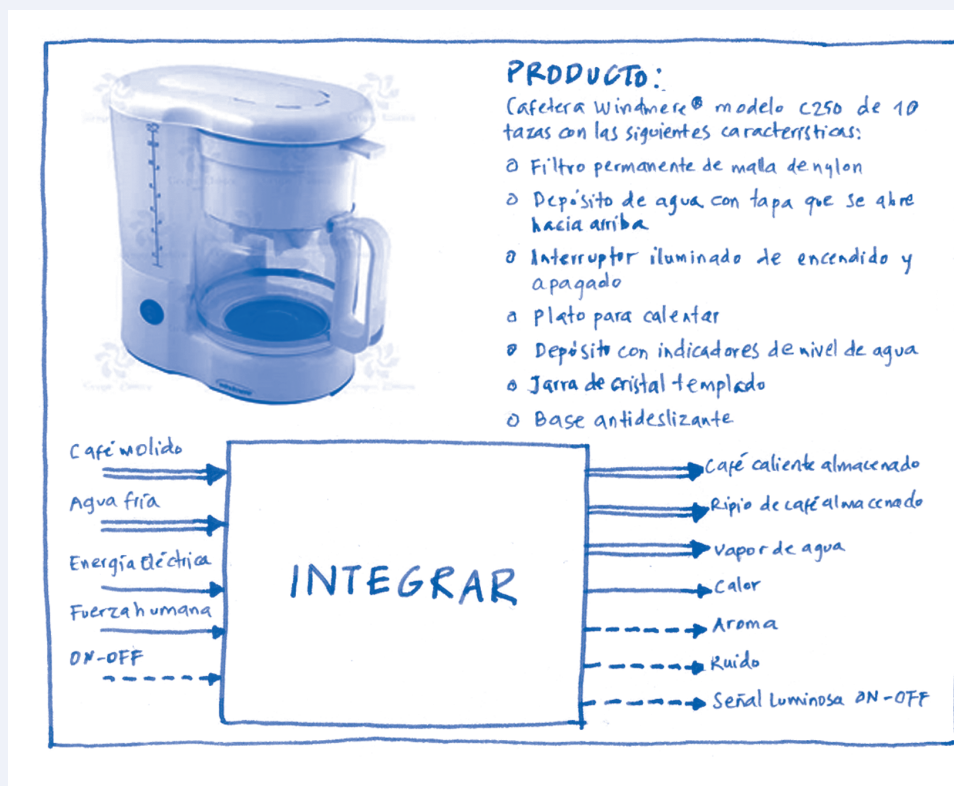 PRODUCTO:
Cafetera Windmere® modelo C250 de 10
tazas con las siguientes características:
Filtro permanente de malla de nylon
Depósito de agua con tapa que se abre
hacia arriba
Interruptor iluminado de encendido y
apagado
Plato para calentar
Depósito con indicadores de nivel de agua
Jarra de cristal templado
Base antideslizante
Café molido
Agua fría
Energía Eléctrica
Fuerza humana
ON-OFF
INTEGRAR
Café caliente almacenado
Ripio de café almacenado
Vapor de agua
Calor
Aroma
Ruido
Señal Luminosa ON-OFF